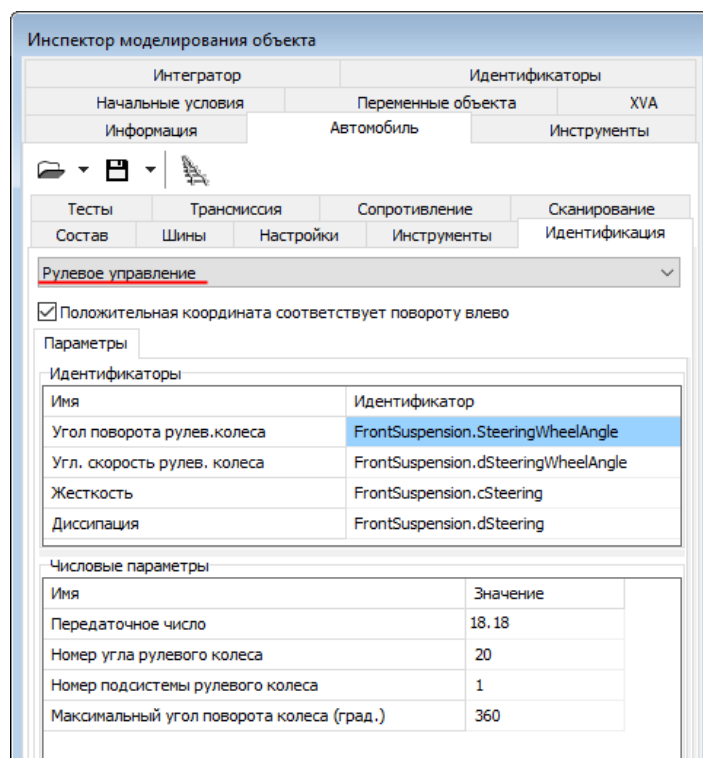 Инспектор моделирования объекта
Интегратор Идентификаторы
Начальные условия Переменные объекта XVA
Информация Автомобиль Инструменты
Тесты Трансмиссия Сопротивление Сканирование
Состав Шины Настройки Инструменты Идентификация
Рулевое управление
Положительная координата соответствует повороту влево
Параметры
Идентификаторы
Имя Идентификатор
Угол поворота рулев.колеса FrontSuspension.SteeringWheelAngle
Угл. скорость рулев. колеса FrontSuspension.dSteeringWheelAngle
Жесткость FrontSuspension.cSteering
Диссипация FrontSuspension.dSteering
Числовые параметры
Имя Значение
Передаточное число 18.18
Номер угла рулевого колеса 20
Номер подсистемы рулевого колеса 1
Максимальный угол поворота колеса (град.) 360